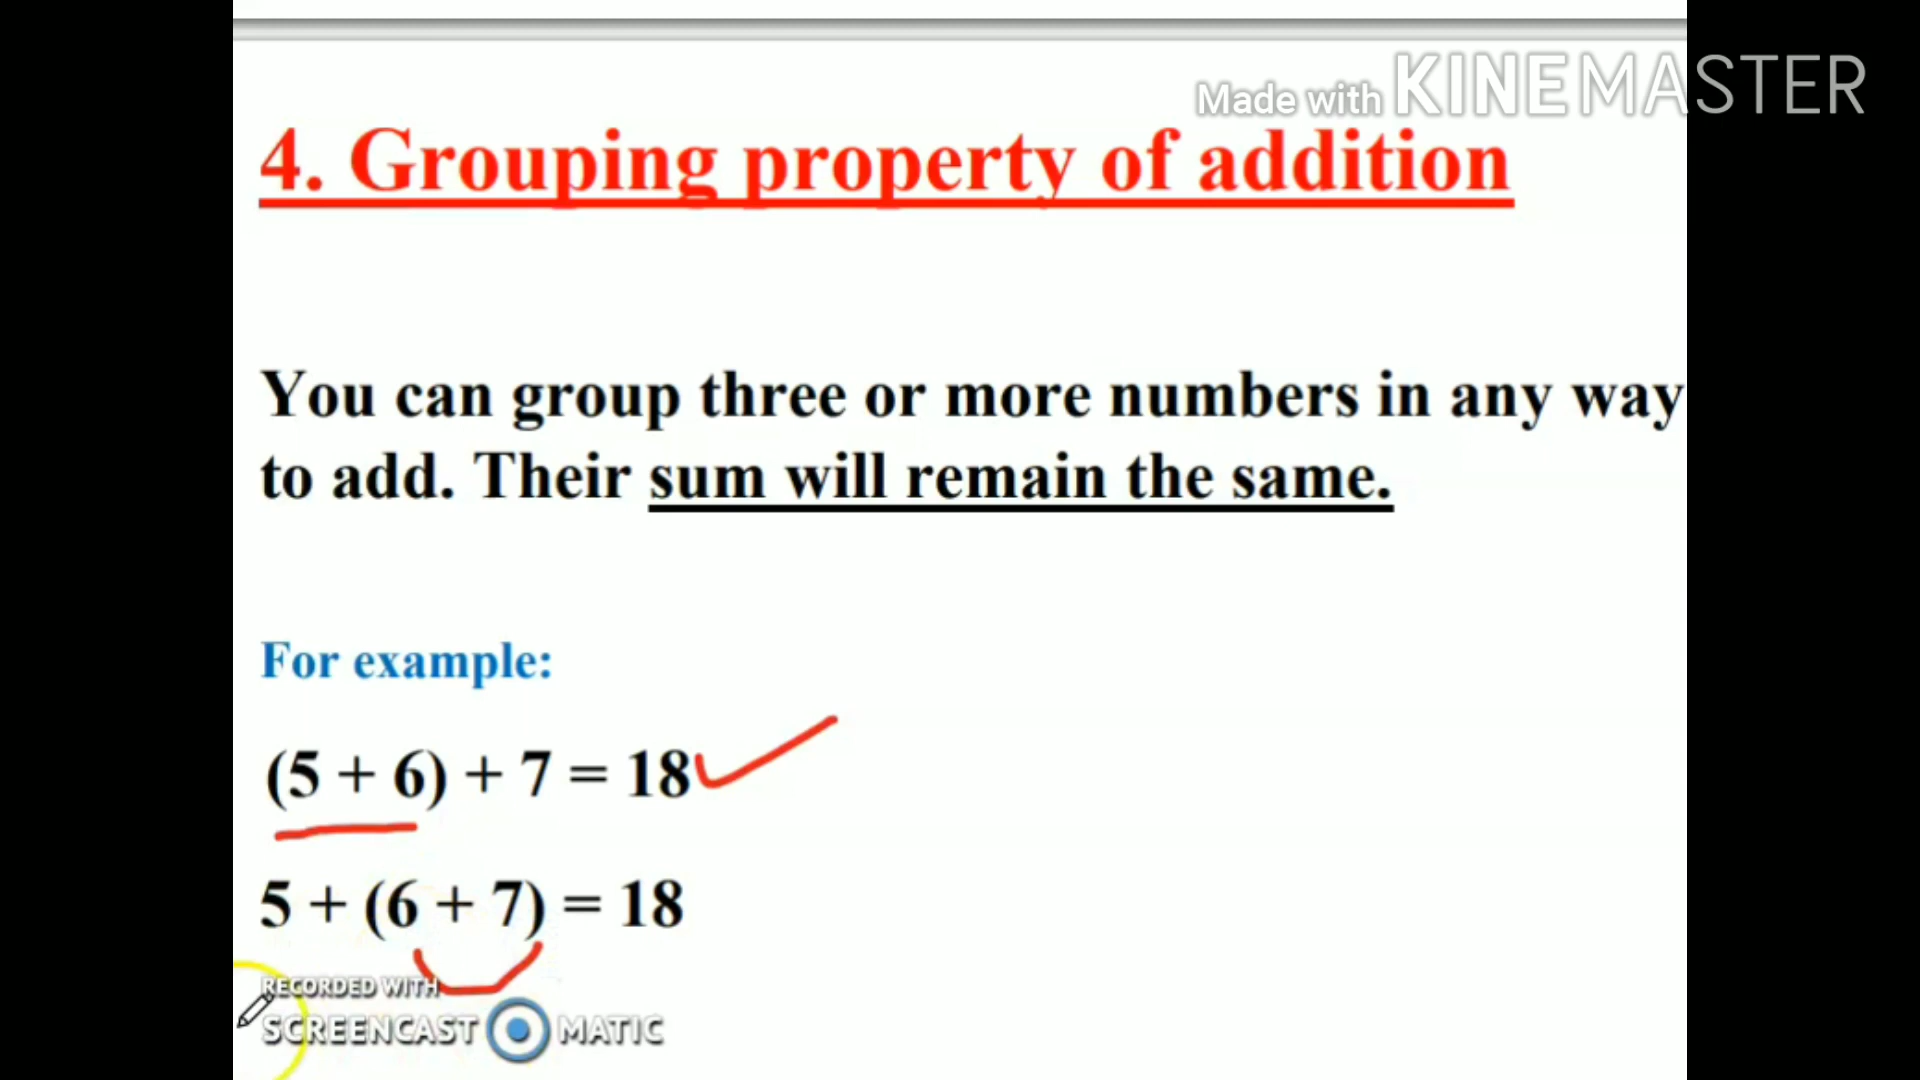 Made with KINEMASTER
4. Grouping property of addition
You can group three or more numbers in any way
to add. Their sum will remain the same.
For example:
(5 + 6) + 7 = 18
5 + (6 + 7) = 18
RECORDED WITH
SCREENCAST MATIC